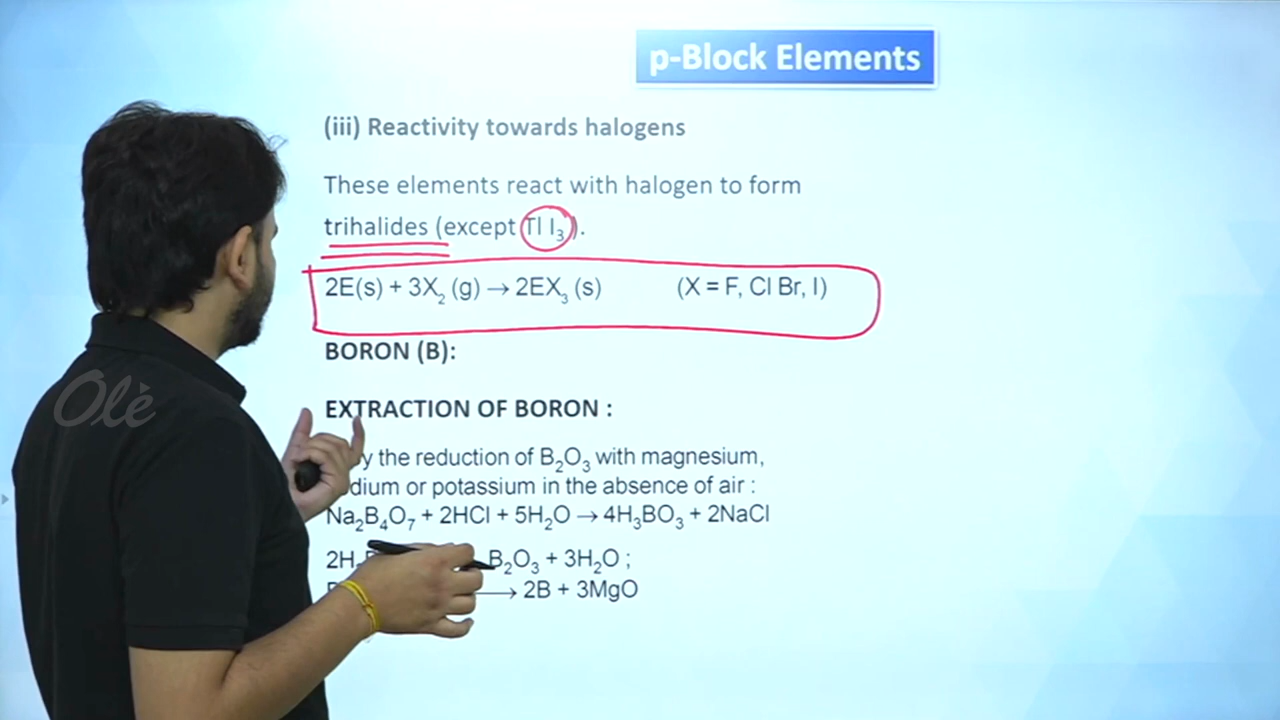 p-Block Elements
(iii) Reactivity towards halogens
These elements react with halogen to form
trihalides (except Tl I₃).
2E(s) + 3X₂ (g) → 2EX₃ (s) (X = F, Cl Br, I)
BORON (B):
EXTRACTION OF BORON :
the reduction of B₂O₃ with magnesium,
or potassium in the absence of air :
Na₂B₄O₇ + 2HCl + 5H₂O → 4H₃BO₃ + 2NaCl
2H B₂O₃ + 3H₂O ;
⟶ 2B + 3MgO
Olè